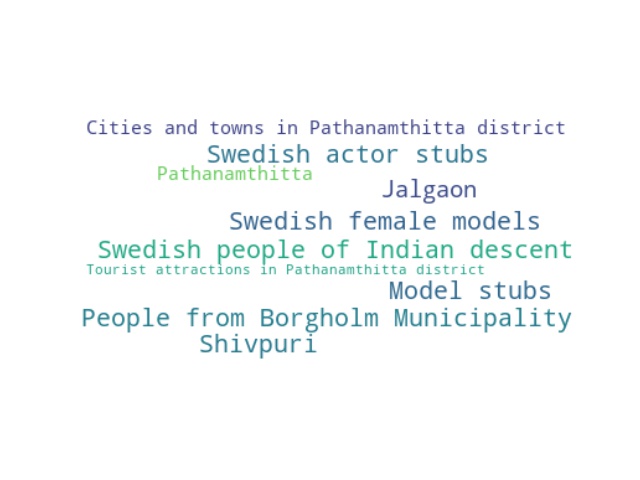 Cities and towns in Pathanamthitta district
Swedish actor stubs
Pathanamthitta
Jalgaon
Swedish female models
Swedish people of Indian descent
Tourist attractions in Pathanamthitta district
Model stubs
People from Borgholm Municipality
Shivpuri